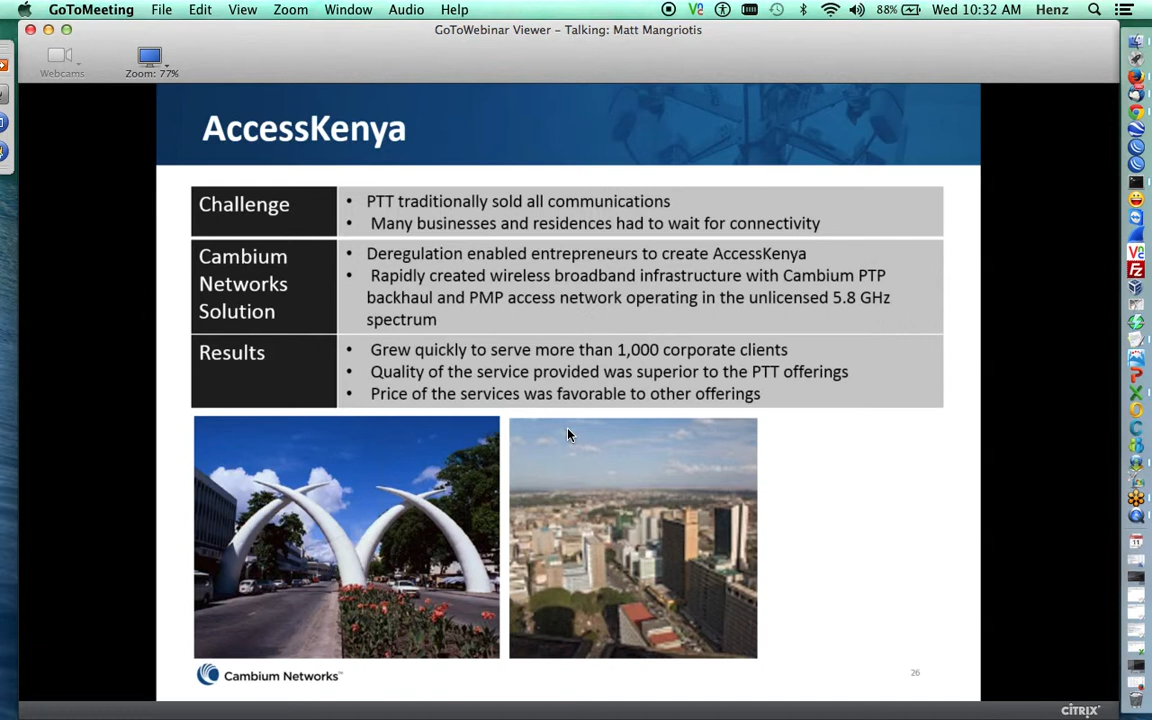 GoToMeeting File Edit View Zoom Window Audio Help 88% Wed 10:32 AM Henz
GoToWebinar Viewer – Talking: Matt Mangriotis
Webcams Zoom: 77%
AccessKenya
Challenge
• PTT traditionally sold all communications
• Many businesses and residences had to wait for connectivity
Cambium
Networks
Solution
• Deregulation enabled entrepreneurs to create AccessKenya
• Rapidly created wireless broadband infrastructure with Cambium PTP
backhaul and PMP access network operating in the unlicensed 5.8 GHz
spectrum
Results
• Grew quickly to serve more than 1,000 corporate clients
• Quality of the service provided was superior to the PTT offerings
• Price of the services was favorable to other offerings
Cambium Networks™
26
CİTRIX